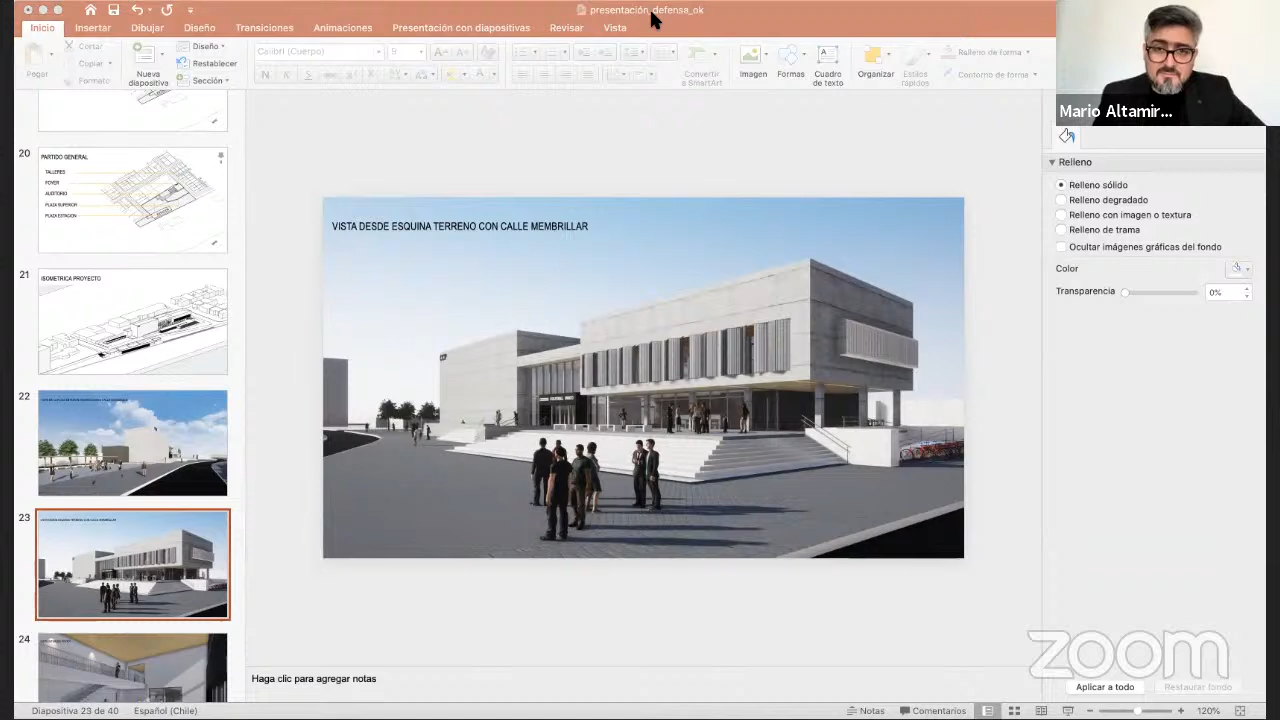 presentación_defensa_ok
Inicio Insertar Dibujar Diseño Transiciones Animaciones Presentación con diapositivas Revisar Vista
Pegar
Cortar
Copiar
Formato
Nueva diapositiva
Diseño
Restablecer
Sección
Calibri (Cuerpo) 9
Convertir a SmartArt
Imagen
Formas
Cuadro de texto
Organizar
Estilos rápidos
Relleno de forma
Contorno de forma
Mario Altamir...
20
PARTIDO GENERAL
TALLERES
FOYER
AUDITORIO
PLAZA SUPERIOR
PLAZA ESTACION
21
ISOMETRICA PROYECTO
22
23
24
VISTA DESDE ESQUINA TERRENO CON CALLE MEMBRILLAR
Relleno
Relleno sólido
Relleno degradado
Relleno con imagen o textura
Relleno de trama
Ocultar imágenes gráficas del fondo
Color
Transparencia 0%
zoom
Aplicar a todo Restaurar fondo
Haga clic para agregar notas
Diapositiva 23 de 40 Español (Chile) Notas Comentarios 120%